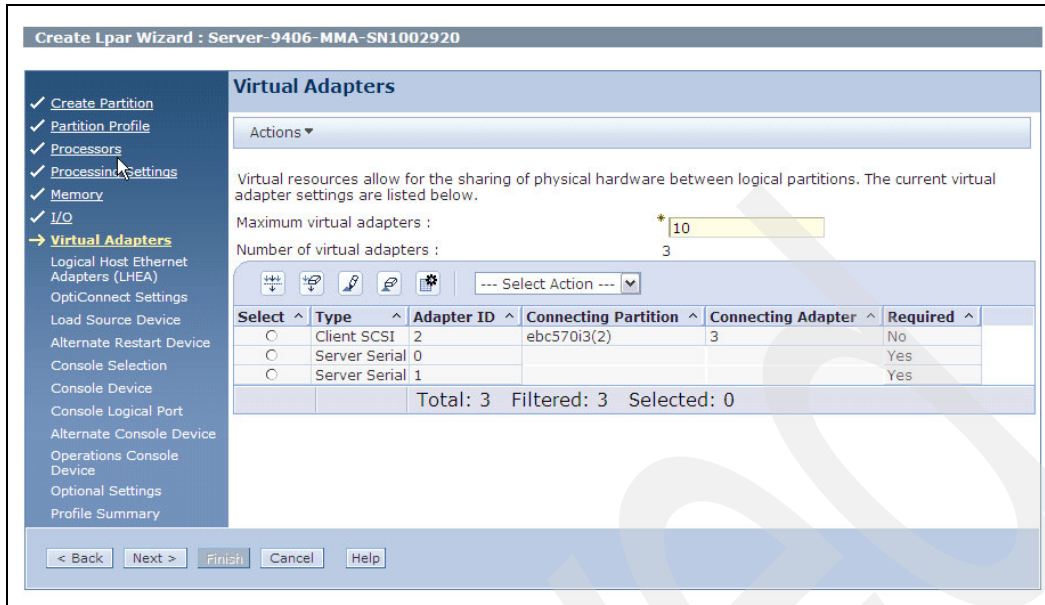 Create Lpar Wizard : Server-9406-MMA-SN1002920
Create Partition
Partition Profile
Processors
Processing Settings
Memory
I/O
Virtual Adapters
Logical Host Ethernet
Adapters (LHEA)
OptiConnect Settings
Load Source Device
Alternate Restart Device
Console Selection
Console Device
Console Logical Port
Alternate Console Device
Operations Console
Device
Optional Settings
Profile Summary
Virtual Adapters
Actions
Virtual resources allow for the sharing of physical hardware between logical partitions. The current virtual
adapter settings are listed below.
Maximum virtual adapters : * 10
Number of virtual adapters : 3
--- Select Action ---
Select ^ Type ^ Adapter ID ^ Connecting Partition ^ Connecting Adapter ^ Required ^
Client SCSI 2 ebc570i3(2) 3 No
Server Serial 0 Yes
Server Serial 1 Yes
Total: 3 Filtered: 3 Selected: 0
< Back Next > Finish Cancel Help